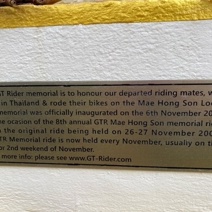 GT-Rider memorial is to honour our departed riding mates, w
in Thailand & rode their bikes on the Mae Hong Son Lo
memorial was officially inaugurated on the 6th November 20
e ocasion of the 8th annual GTR Mae Hong Son memorial ri
the original ride being held on 26-27 November 200
GTR Memorial ride is now held every November, usually on th
or 2nd weekend of November.
more info: please see www.GT-Rider.com